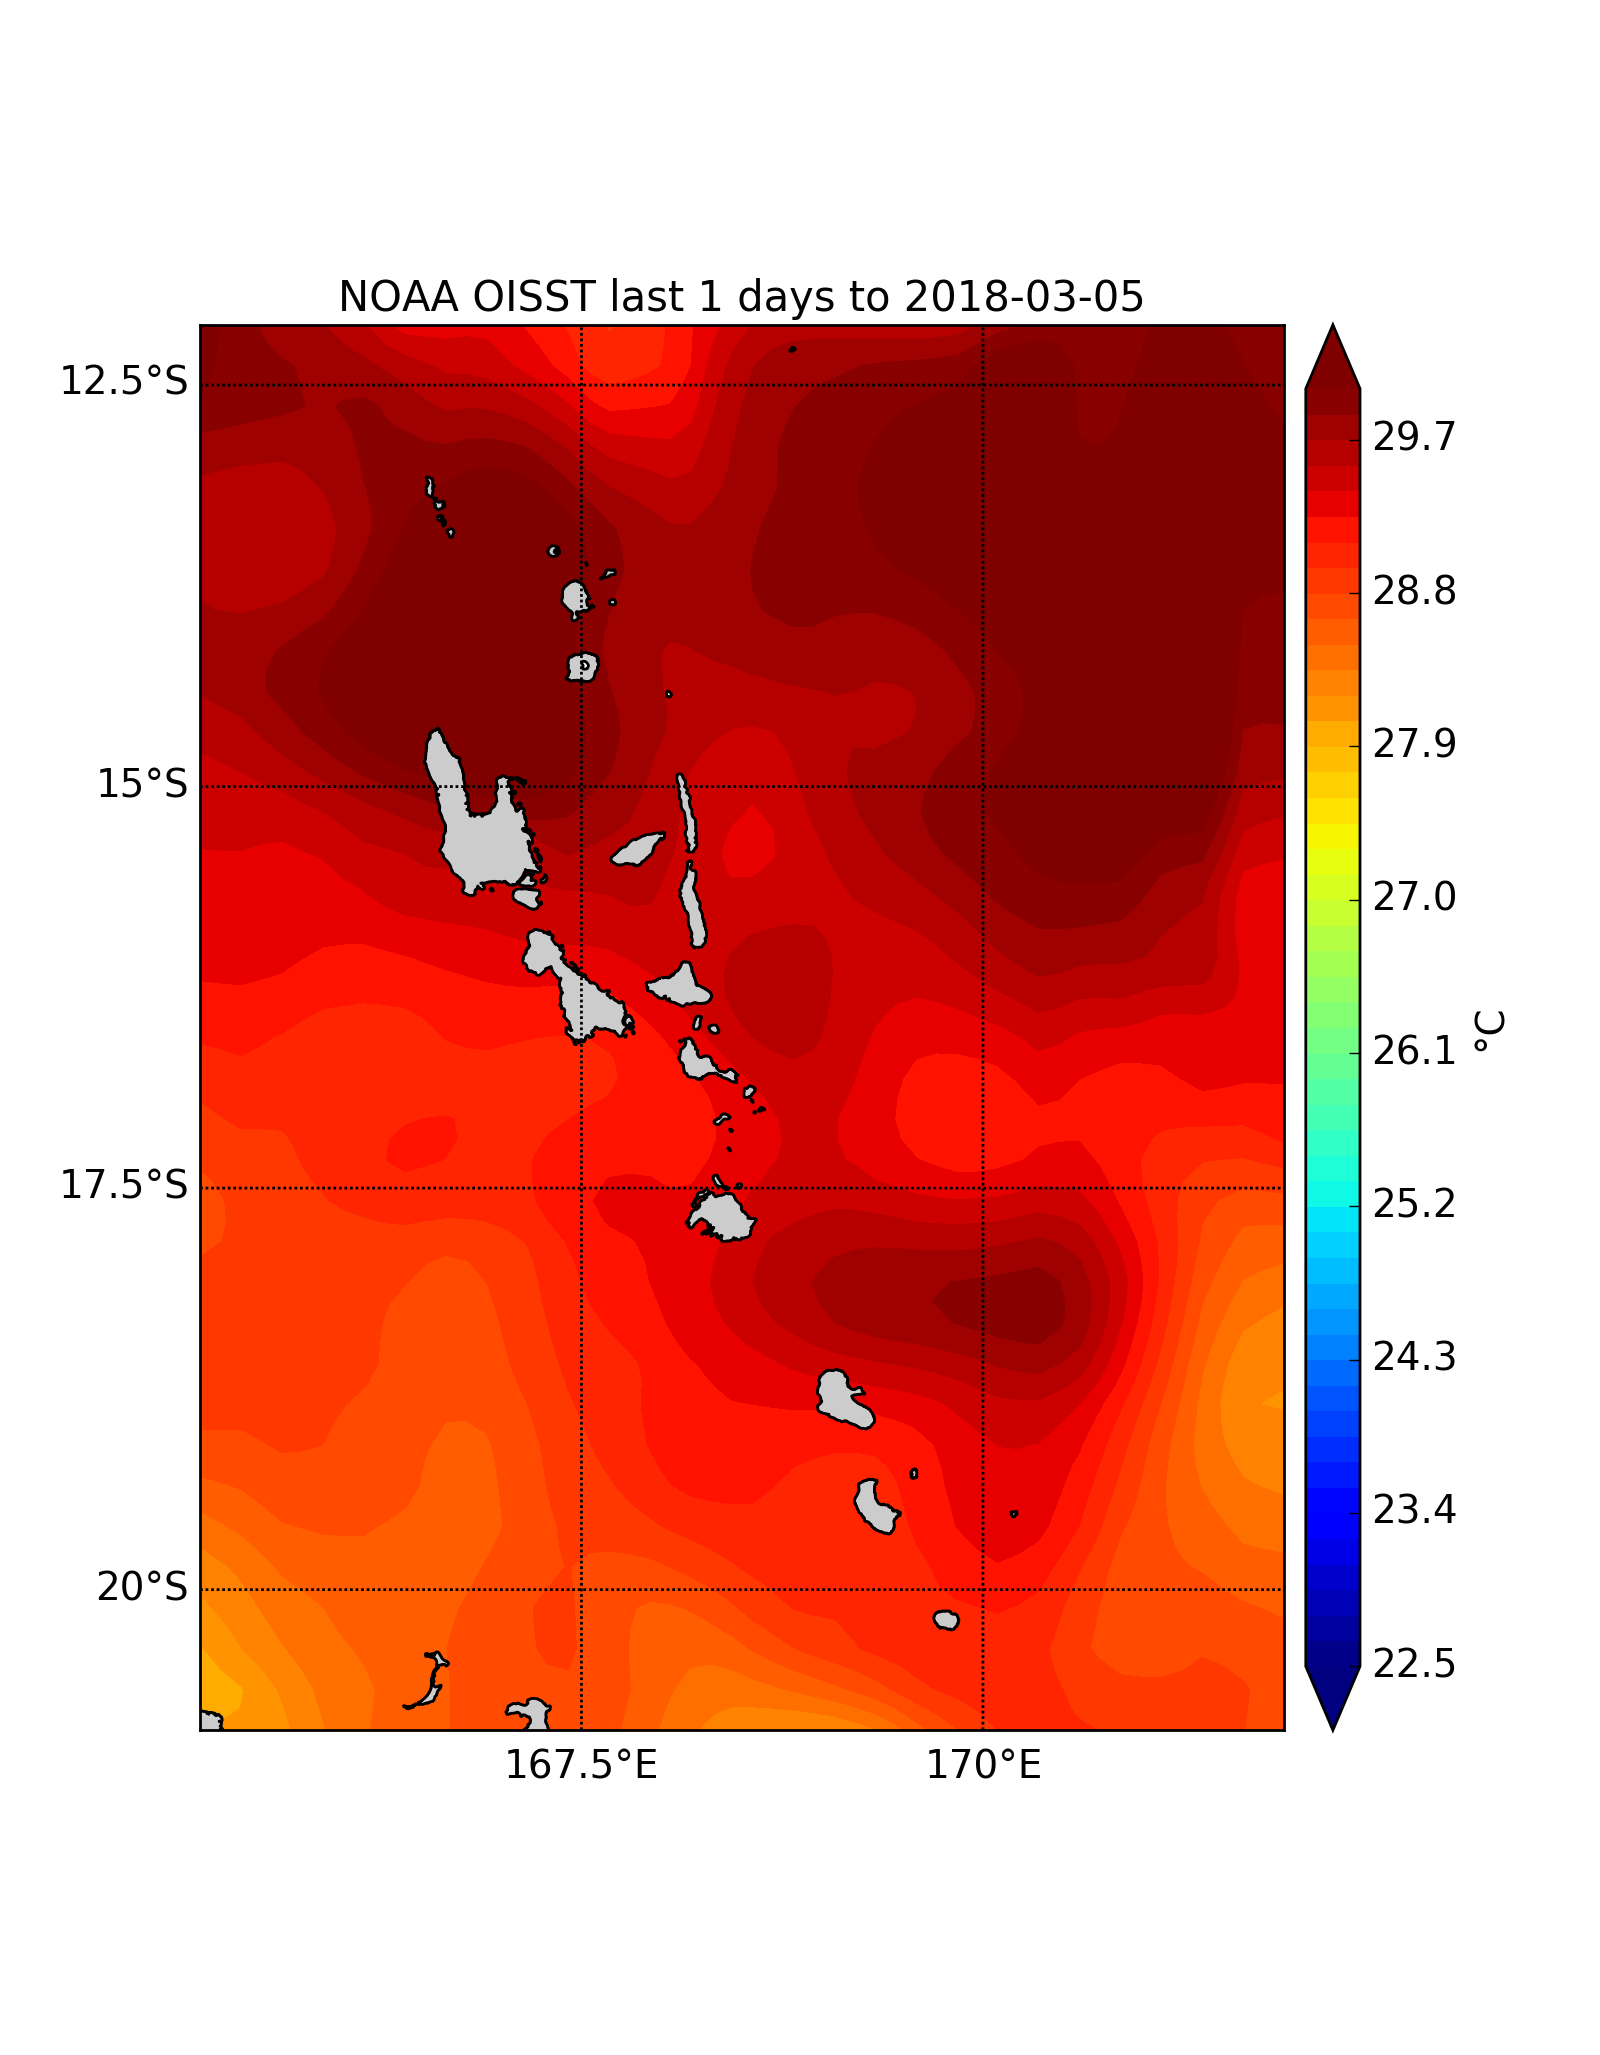 NOAA OISST last 1 days to 2018-03-05
12.5°S
15°S
17.5°S
20°S
167.5°E
170°E
29.7
28.8
27.9
27.0
26.1
25.2
24.3
23.4
22.5
°C